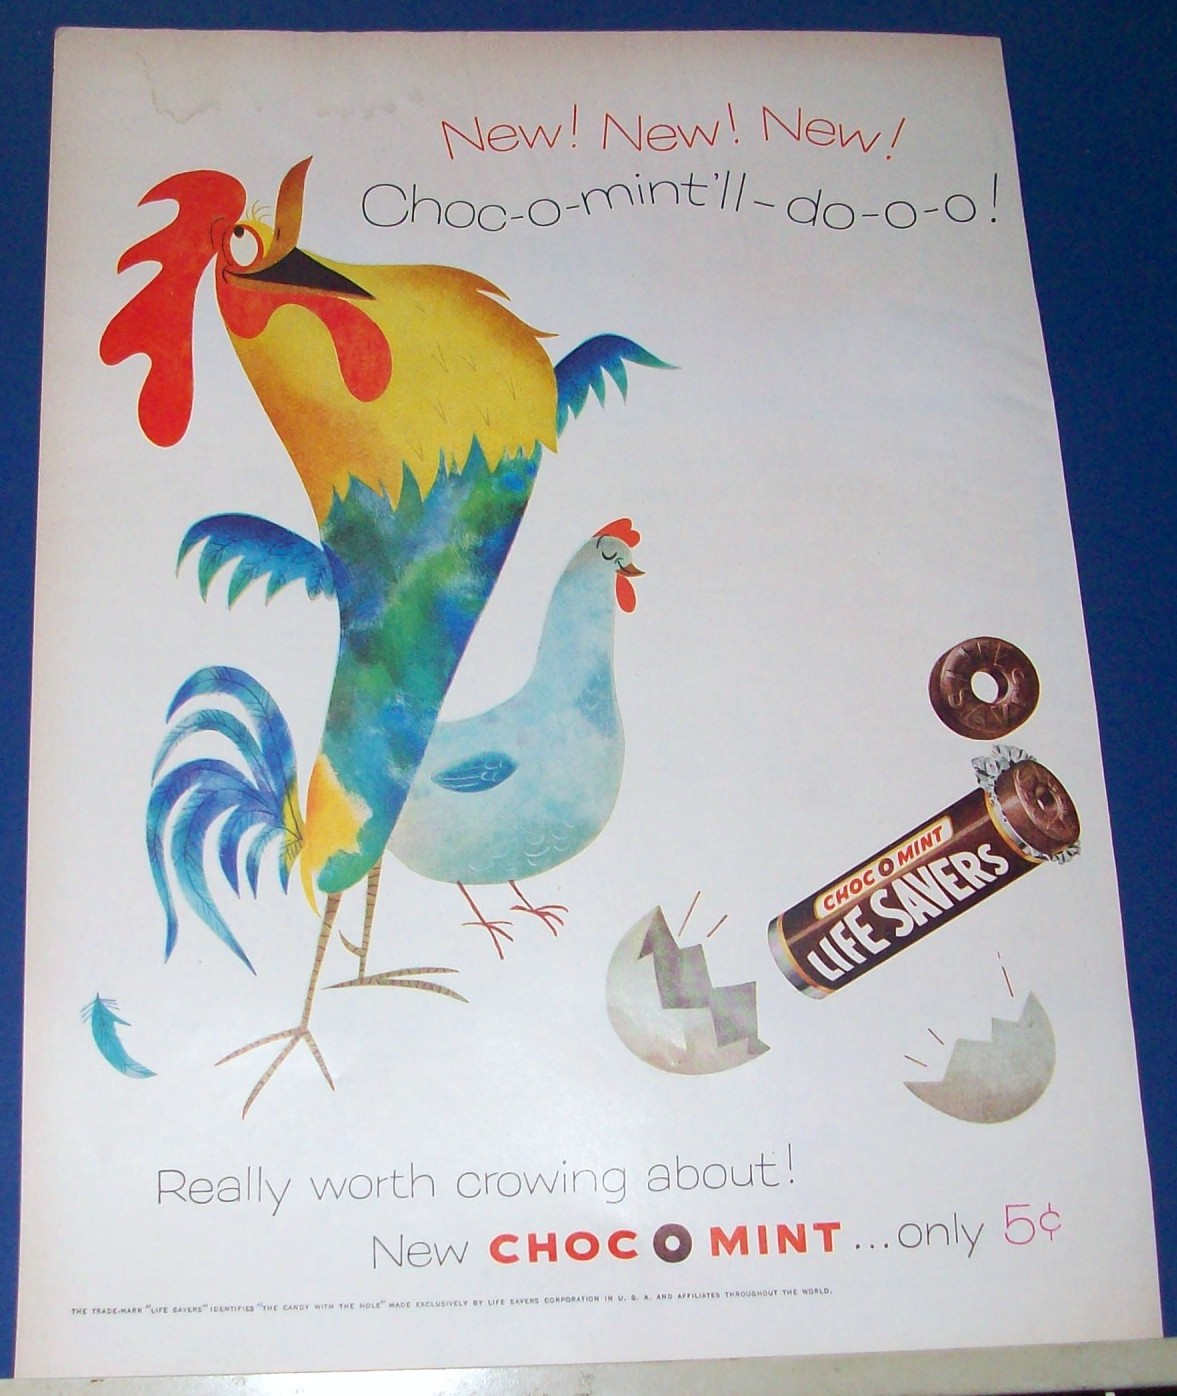 New! New! New!
Choc-o-mint'll-do-o-o!
LIFE SAVERS
CHOC O MINT
LIFE SAVERS
Really worth crowing about!
New CHOC O MINT...only 5¢
THE TRADE-MARK "LIFE SAVERS" IDENTIFIES "THE CANDY WITH THE HOLE" MADE EXCLUSIVELY BY LIFE SAVERS CORPORATION IN U. S. A. AND AFFILIATES THROUGHOUT THE WORLD.